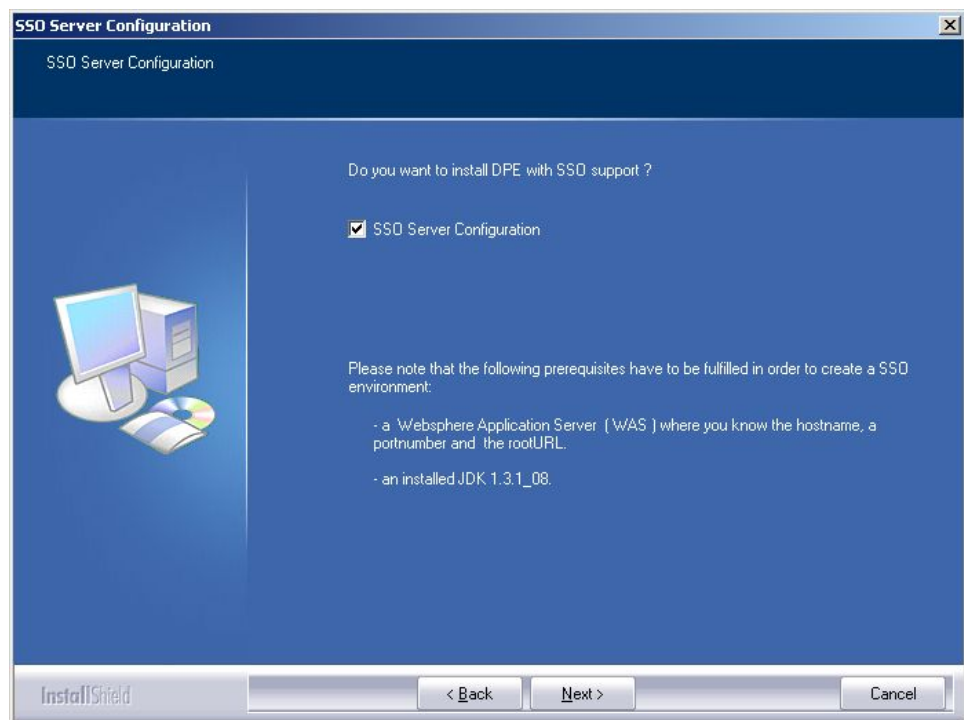 SSO Server Configuration
SSO Server Configuration
Do you want to install DPE with SSO support ?
SSO Server Configuration
Please note that the following prerequisites have to be fulfilled in order to create a SSO
environment:
- a Websphere Application Server ( WAS ) where you know the hostname, a
portnumber and the rootURL.
- an installed JDK 1.3.1_08.
InstallShield
< Back
Next >
Cancel